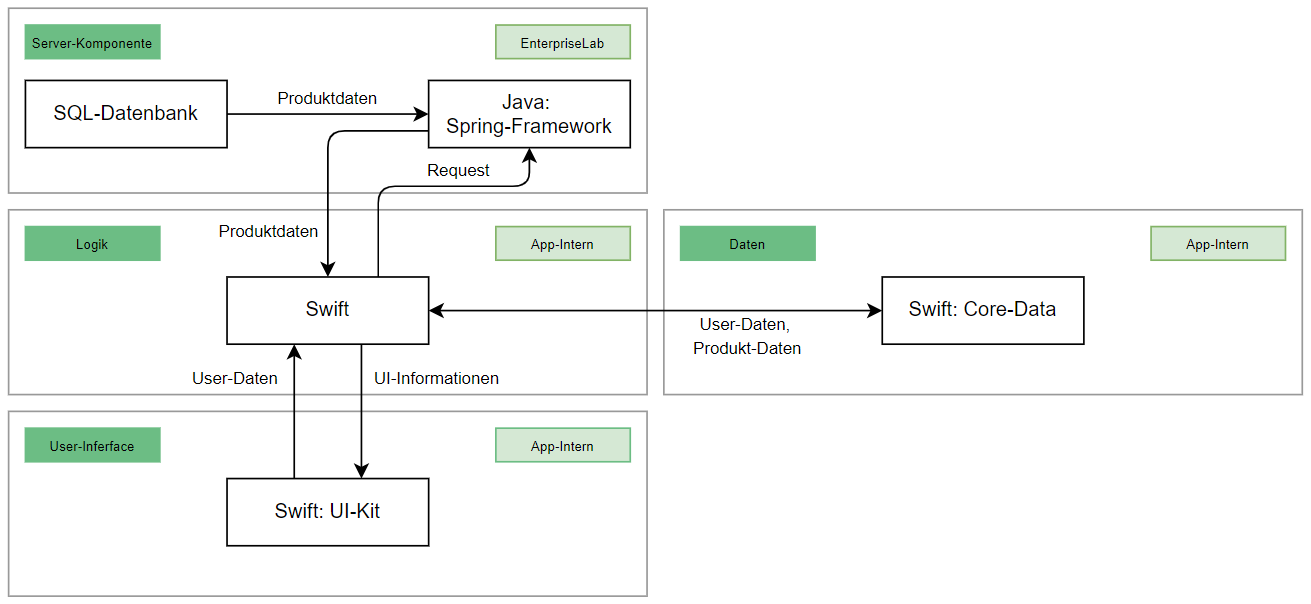 Server-Komponente
EnterpriseLab
SQL-Datenbank
Produktdaten
Java:
Spring-Framework
Request
Produktdaten
Logik
App-Intern
Swift
User-Daten
UI-Informationen
Daten
App-Intern
Swift: Core-Data
User-Daten,
Produkt-Daten
User-Inferface
App-Intern
Swift: UI-Kit